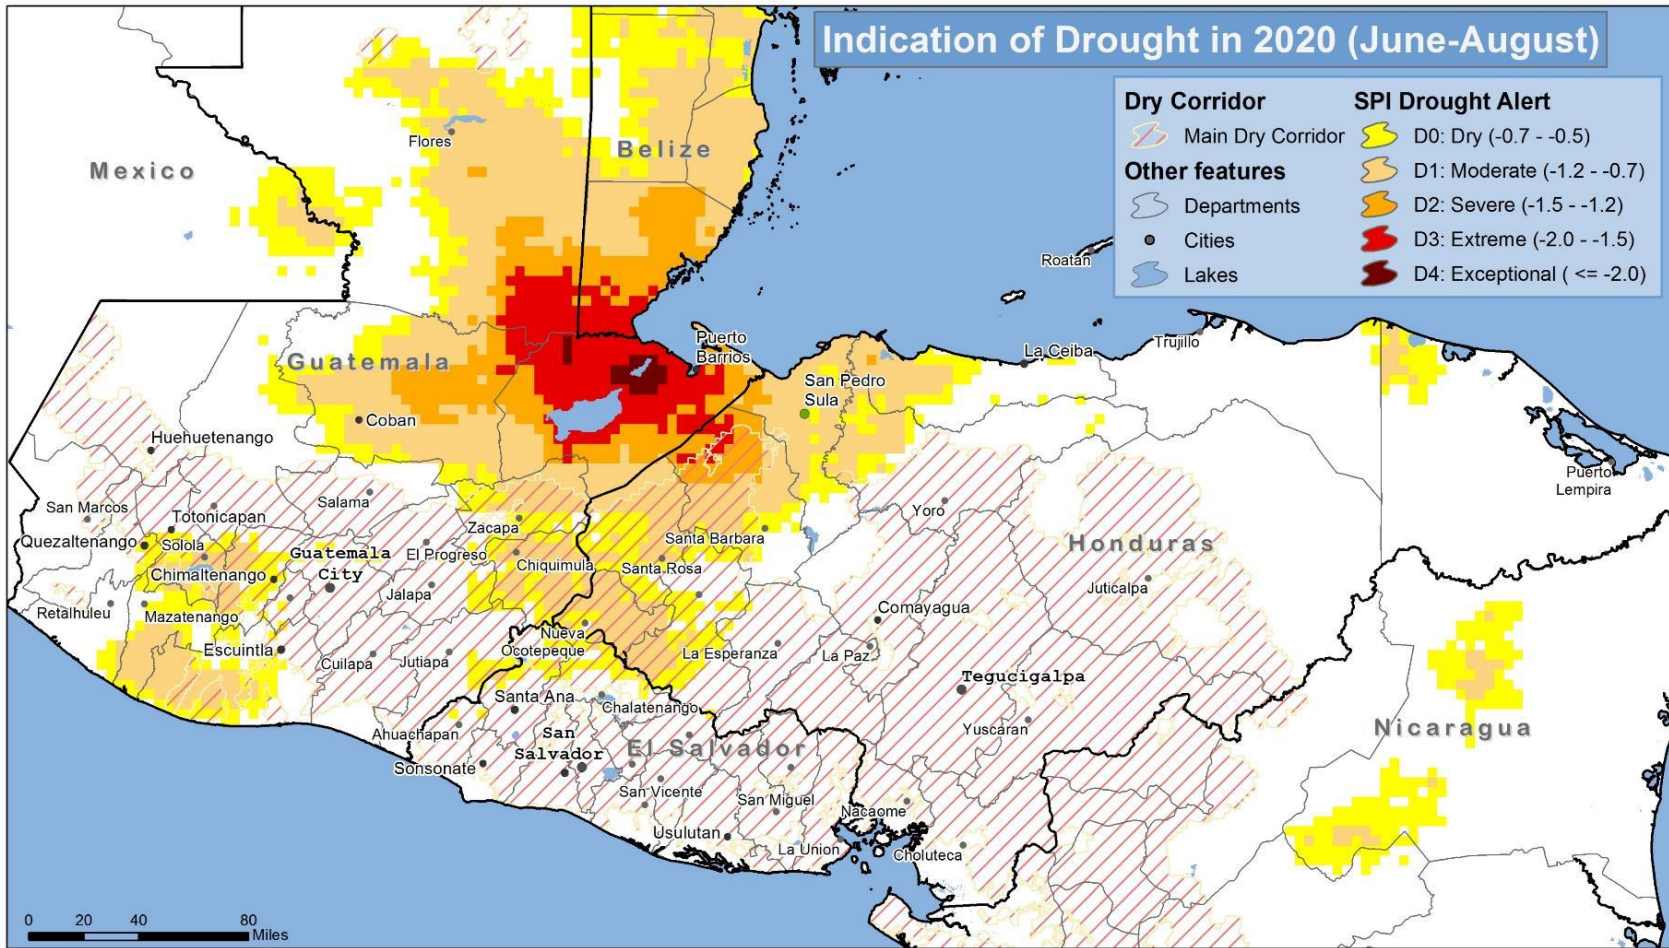 Indication of Drought in 2020 (June-August)
Dry Corridor
Main Dry Corridor
Other features
Departments
Cities
Lakes
SPI Drought Alert
D0: Dry (-0.7 - -0.5)
D1: Moderate (-1.2 - -0.7)
D2: Severe (-1.5 - -1.2)
D3: Extreme (-2.0 - -1.5)
D4: Exceptional ( <= -2.0)
Flores
Belize
Mexico
Roatan
Puerto
Barrios
Trujillo
La Ceiba
Guatemala
San Pedro
Sula
Coban
Huehuetenango
Puerto
Lempira
San Marcos
Salama
Totonicapan
Yoro
Zacapa
Quezaltenango
Solola
Santa Barbara
Honduras
Guatemala
City
El Progreso
Chiquimula
Santa Rosa
Chimaltenango
Juticalpa
Jalapa
Retalhuleu
Mazatenango
Comayagua
Nueva
Ocotepeque
Escuintla
Cuilapa
Jutiapa
La Esperanza
La Paz
Tegucigalpa
Santa Ana
Chalatenango
Ahuachapan
Yuscaran
Nicaragua
San
Salvador
El Salvador
Sonsonate
San Vicente
San Miguel
Nacaome
Usulutan
La Union
Choluteca
0 20 40 80
Miles